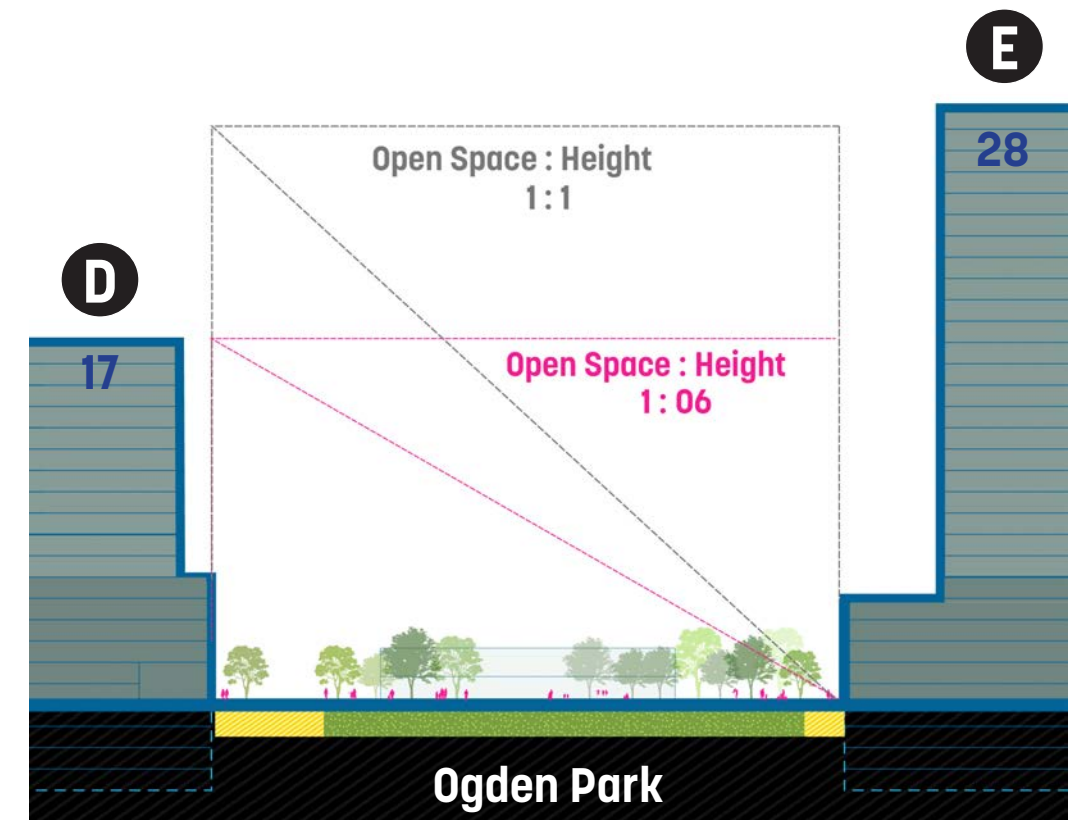 E
28
Open Space : Height
1 : 1
D
17
Open Space : Height
1 : 06
Ogden Park